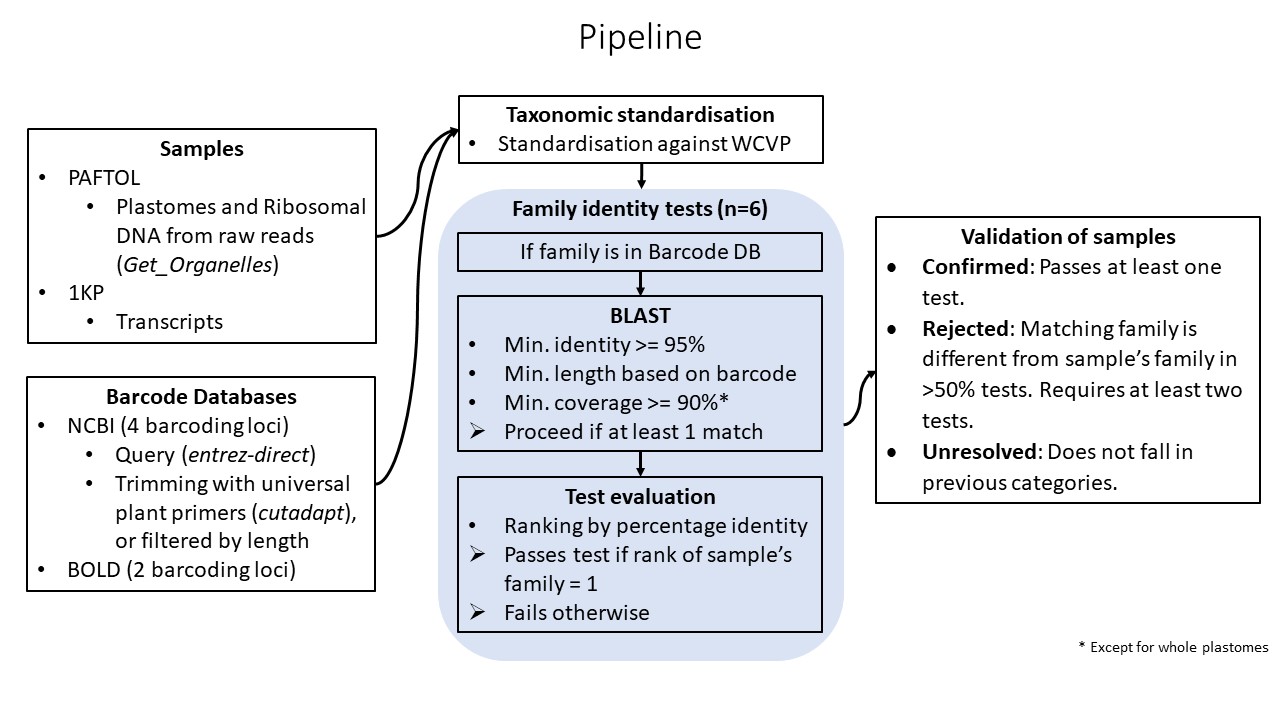 Pipeline
Samples
• PAFTOL
• Plastomes and Ribosomal
DNA from raw reads
(Get_Organelles)
• 1KP
• Transcripts
Barcode Databases
• NCBI (4 barcoding loci)
• Query (entrez-direct)
• Trimming with universal
plant primers (cutadapt),
or filtered by length
• BOLD (2 barcoding loci)
Taxonomic standardisation
• Standardisation against WCVP
Family identity tests (n=6)
If family is in Barcode DB
BLAST
• Min. identity >= 95%
• Min. length based on barcode
• Min. coverage >= 90%*
➢ Proceed if at least 1 match
Test evaluation
• Ranking by percentage identity
➢ Passes test if rank of sample’s
family = 1
➢ Fails otherwise
Validation of samples
● Confirmed: Passes at least one
test.
● Rejected: Matching family is
different from sample’s family in
>50% tests. Requires at least two
tests.
● Unresolved: Does not fall in
previous categories.
* Except for whole plastomes